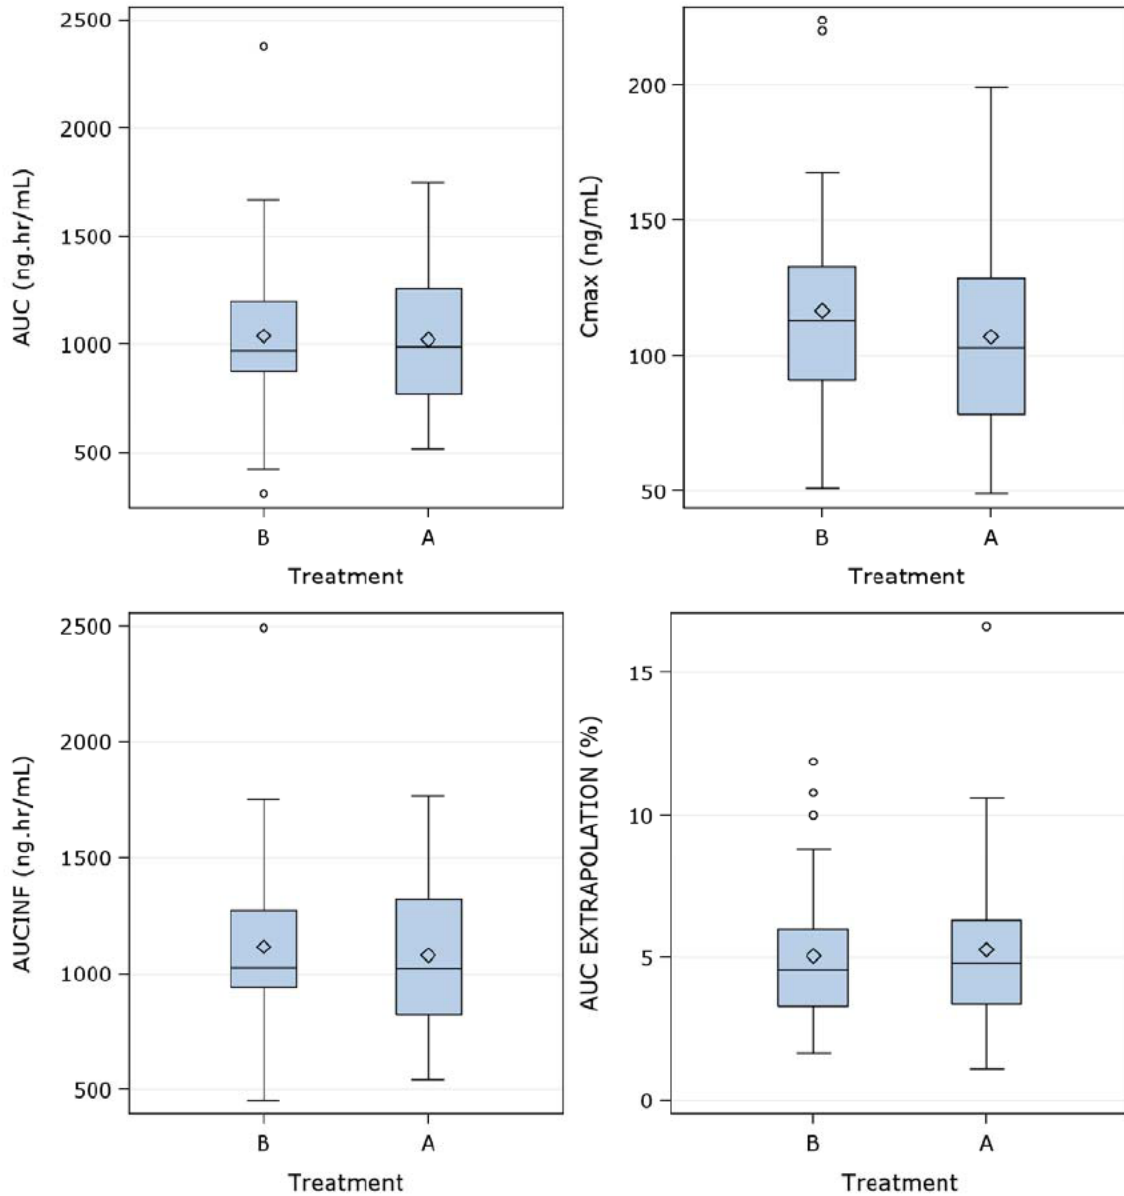 AUC (ng.hr/mL)
2500
2000
1500
1000
500
B
A
Treatment
Cmax (ng/mL)
200
150
100
50
B
A
Treatment
AUCINF (ng.hr/mL)
2500
2000
1500
1000
500
B
A
Treatment
AUC EXTRAPOLATION (%)
15
10
5
0
B
A
Treatment